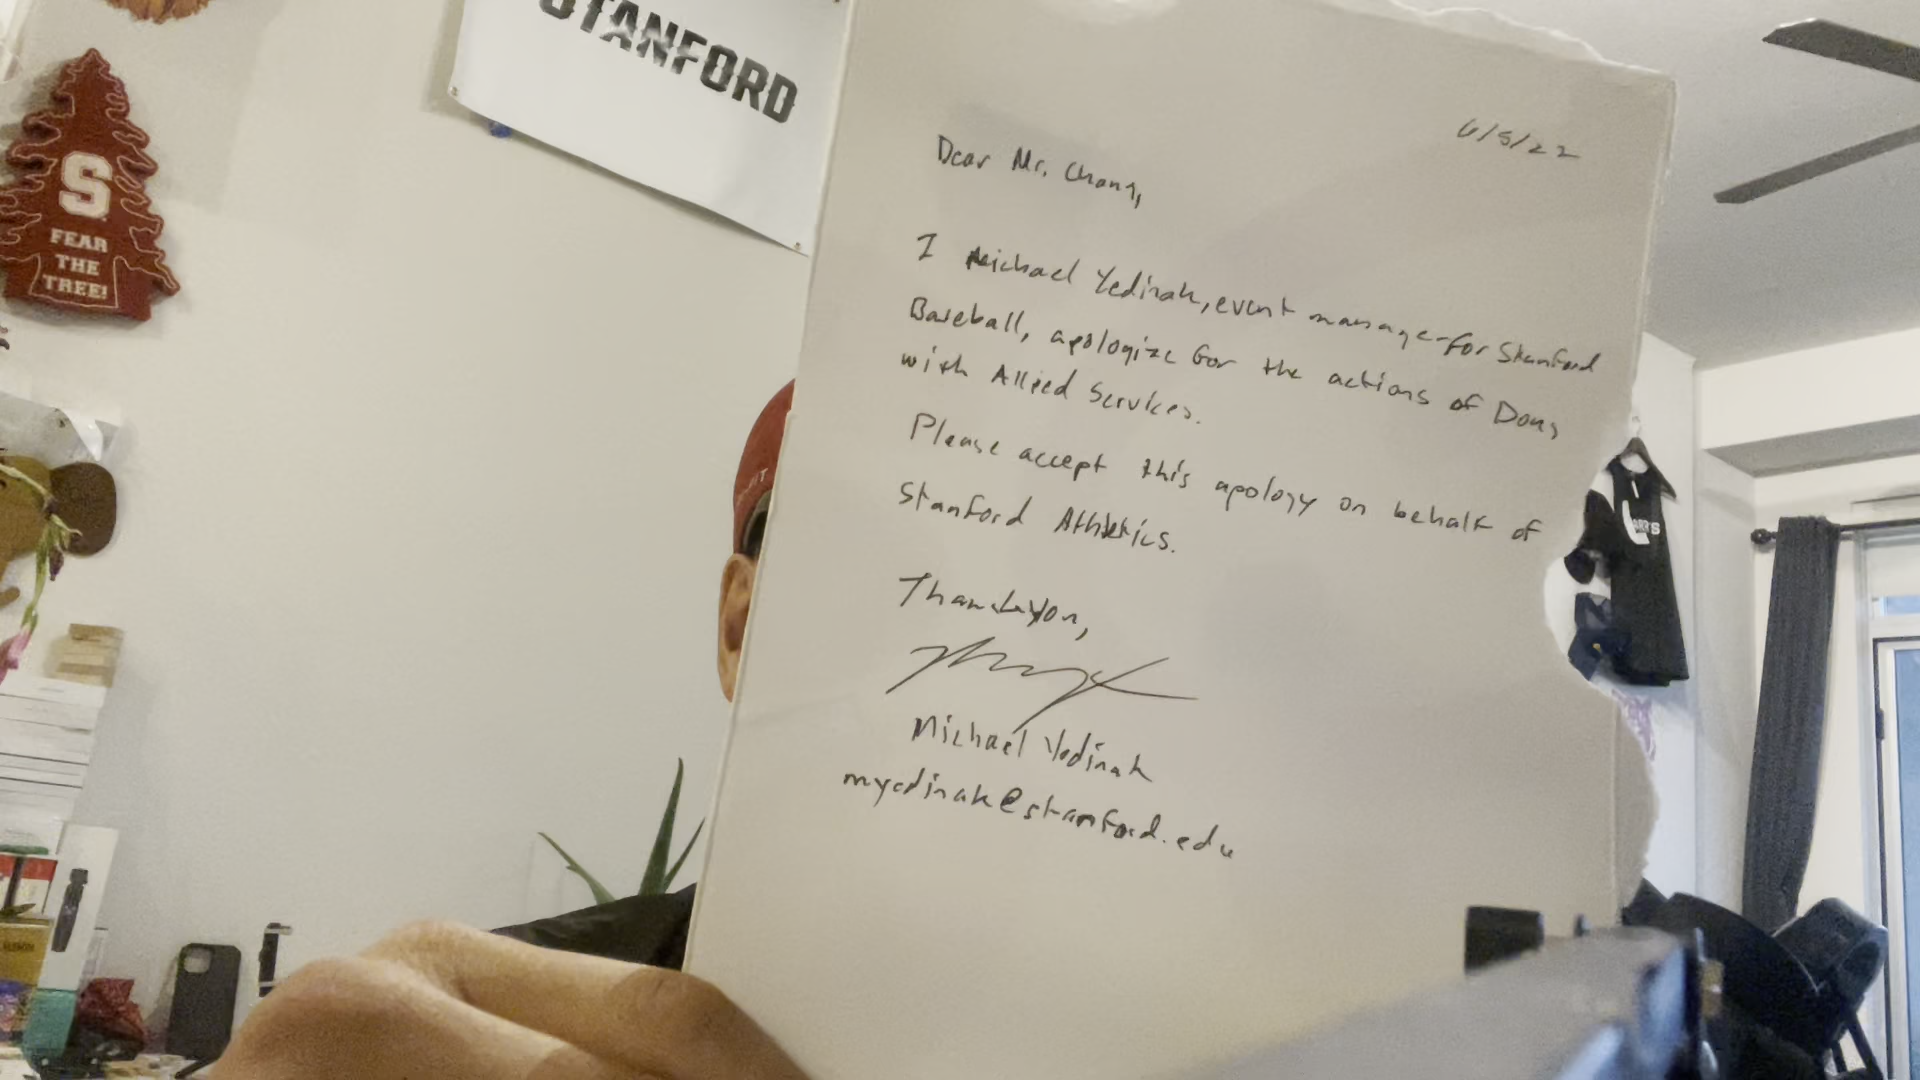 STANFORD
S
FEAR
THE
TREE!
6/5/22
Dear Mr. Chang,
I Michael Yedinak, event manager for Stanford
Baseball, apologize for the actions of Doug
with Allied Services.
Please accept this apology on behalf of
Stanford Athletics.
Thank you,
Michael Yedinak
myedinak@stanford.edu